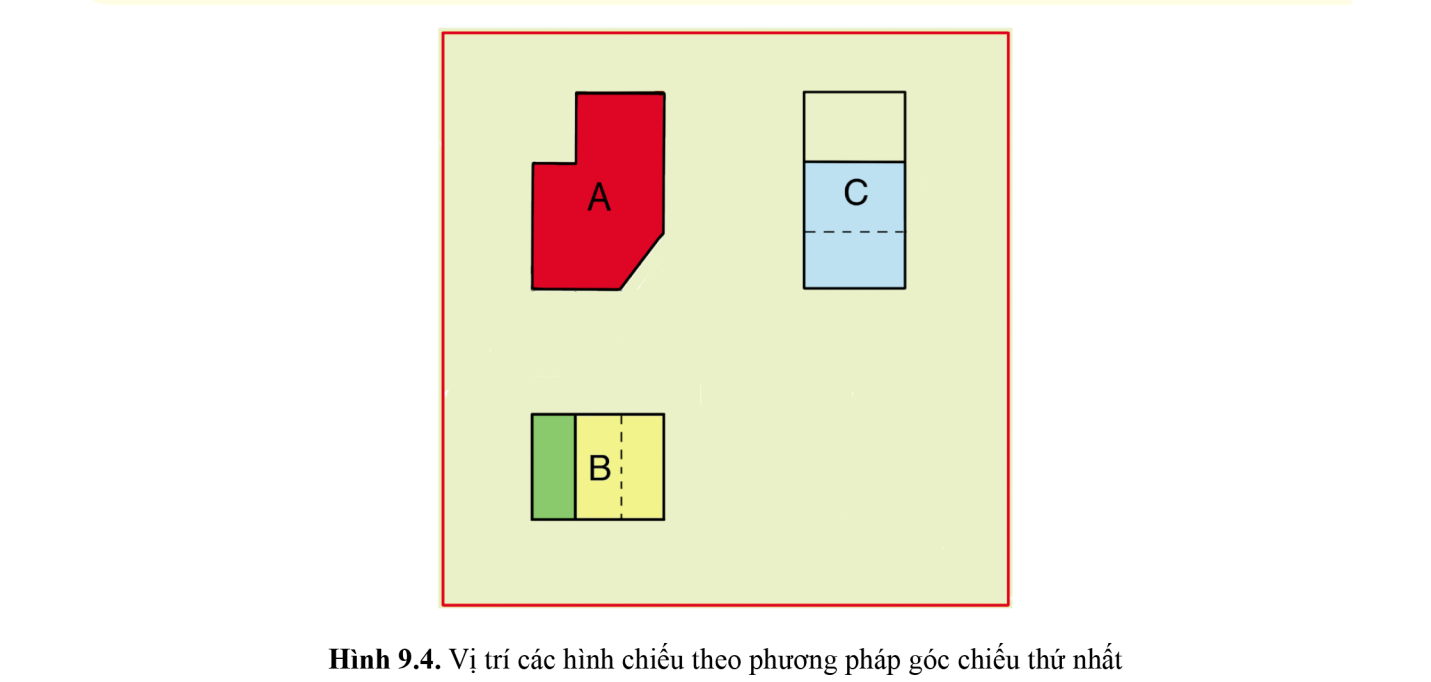 A
C
B
Hình 9.4. Vị trí các hình chiếu theo phương pháp góc chiếu thứ nhất